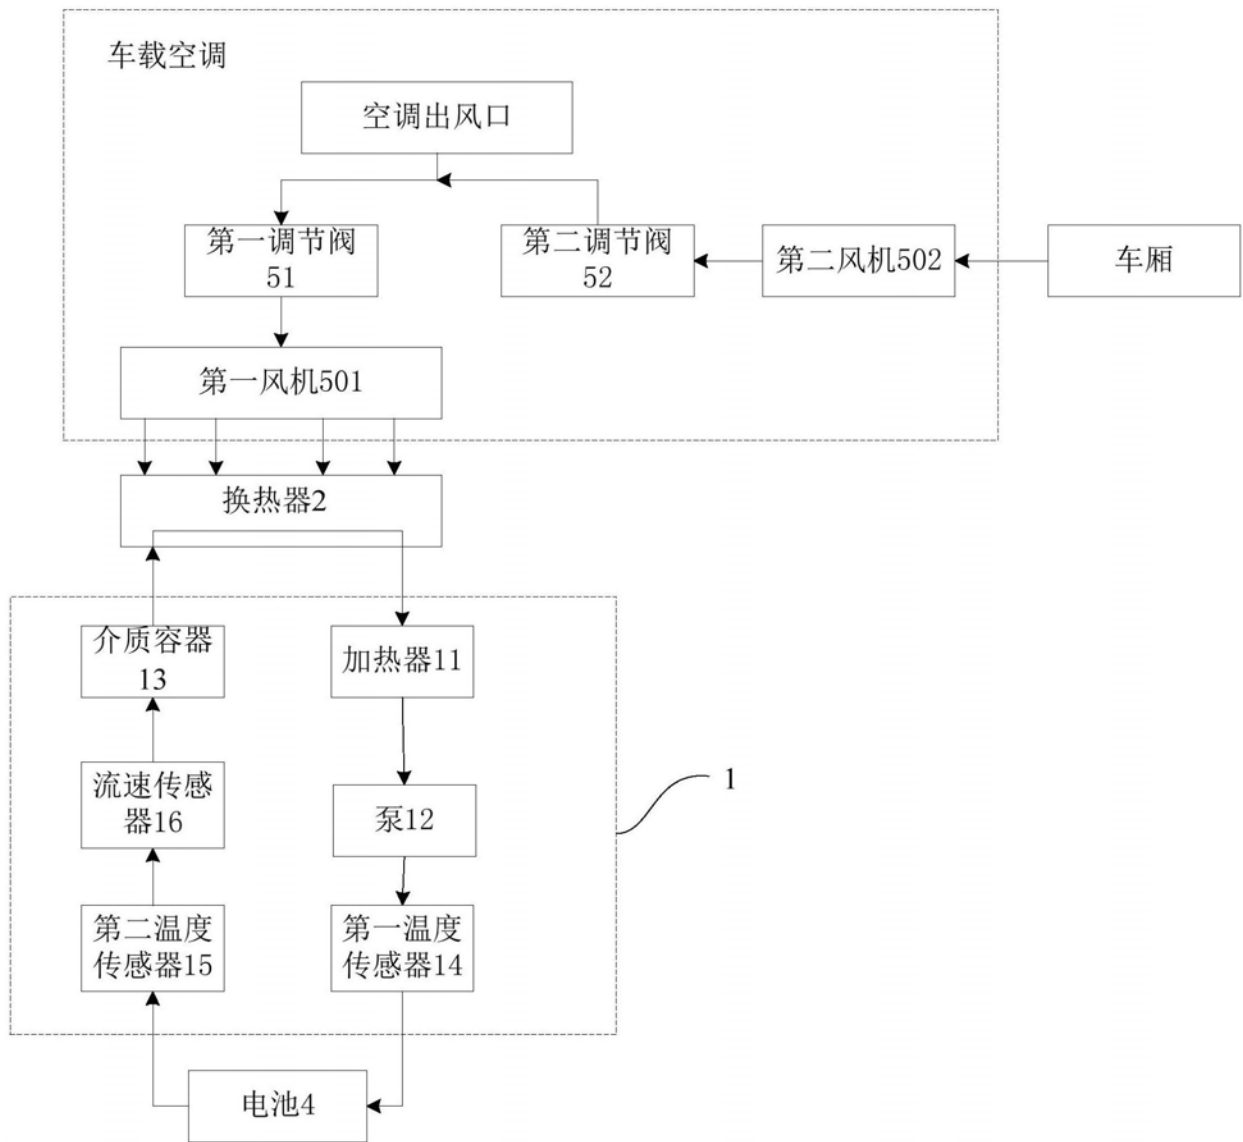 车载空调
空调出风口
第一调节阀
51
第二调节阀
52
第二风机502
车厢
第一风机501
换热器2
介质容器
13
加热器11
流速传感
器16
泵12
1
第二温度
传感器15
第一温度
传感器14
电池4